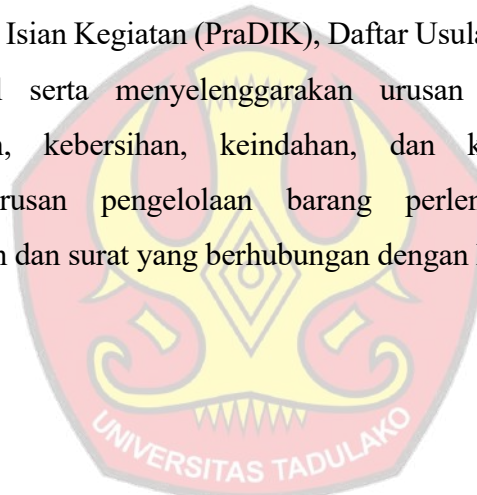 Isian Kegiatan (PraDIK), Daftar Usula
serta menyelenggarakan urusan
kebersihan, keindahan, dan k
rusan pengelolaan barang perlen
dan surat yang berhubungan dengan
UNIVERSITAS TADULAKO